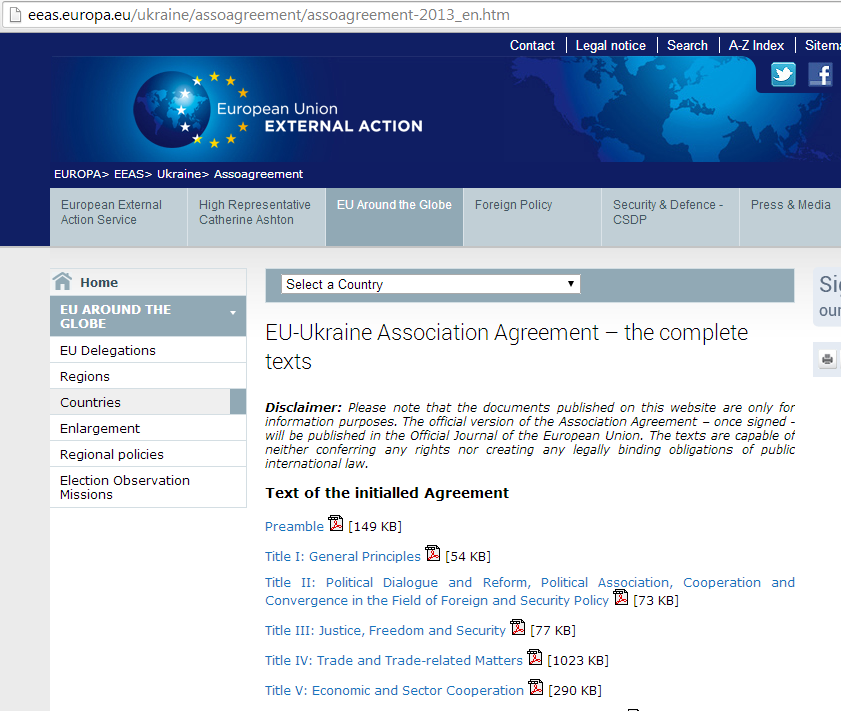 eeas.europa.eu/ukraine/assoagreement/assoagreement-2013_en.htm
Contact | Legal notice | Search | A-Z Index | Sitem
European Union
EXTERNAL ACTION
EUROPA> EEAS> Ukraine> Assoagreement
European External
Action Service
High Representative
Catherine Ashton
EU Around the Globe
Foreign Policy
Security & Defence -
CSDP
Press & Media
Home
EU AROUND THE
GLOBE
EU Delegations
Regions
Countries
Enlargement
Regional policies
Election Observation
Missions
Select a Country
EU-Ukraine Association Agreement – the complete
texts
Disclaimer: Please note that the documents published on this website are only for
information purposes. The official version of the Association Agreement – once signed -
will be published in the Official Journal of the European Union. The texts are capable of
neither conferring any rights nor creating any legally binding obligations of public
international law.
Text of the initialled Agreement
Preamble [149 KB]
Title I: General Principles [54 KB]
Title II: Political Dialogue and Reform, Political Association, Cooperation and
Convergence in the Field of Foreign and Security Policy [73 KB]
Title III: Justice, Freedom and Security [77 KB]
Title IV: Trade and Trade-related Matters [1023 KB]
Title V: Economic and Sector Cooperation [290 KB]
Si
our